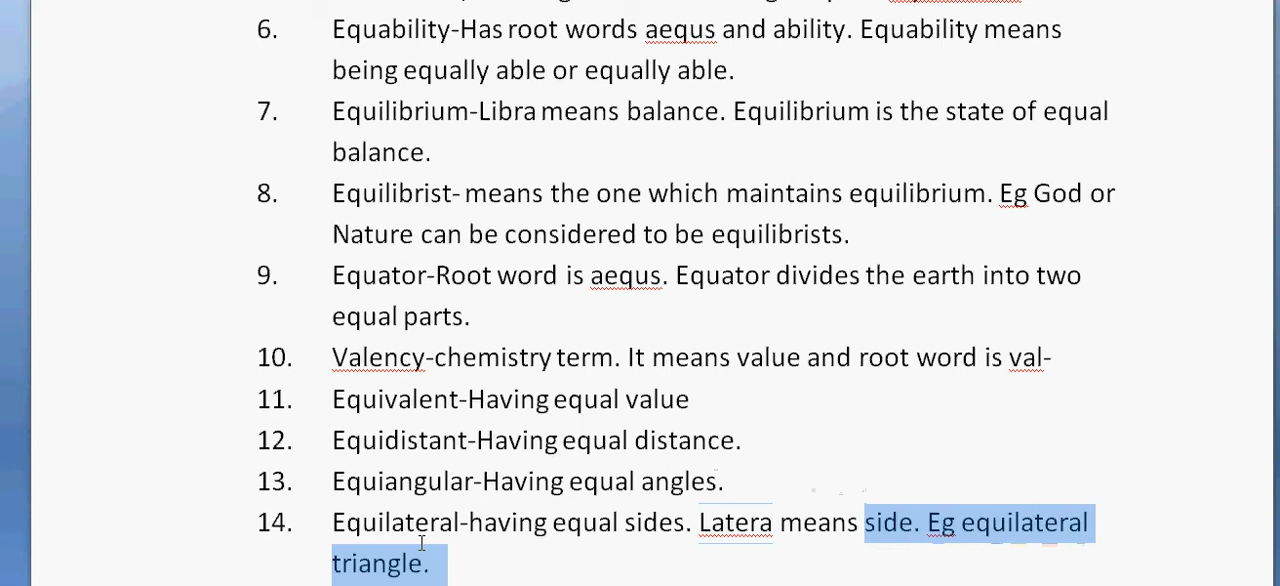 6. Equability-Has root words aequs and ability. Equability means
being equally able or equally able.
7. Equilibrium-Libra means balance. Equilibrium is the state of equal
balance.
8. Equilibrist- means the one which maintains equilibrium. Eg God or
Nature can be considered to be equilibrists.
9. Equator-Root word is aequs. Equator divides the earth into two
equal parts.
10. Valency-chemistry term. It means value and root word is val-
11. Equivalent-Having equal value
12. Equidistant-Having equal distance.
13. Equiangular-Having equal angles.
14. Equilateral-having equal sides. Latera means side. Eg equilateral
triangle.